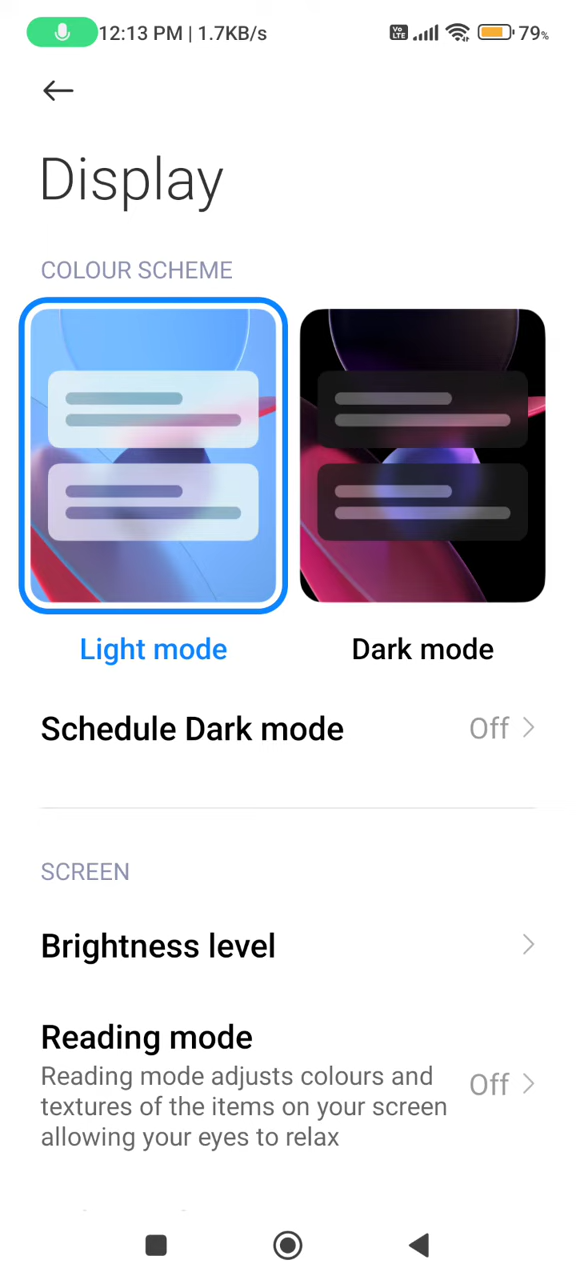 12:13 PM | 1.7KB/s Vo LTE 79%
Display
COLOUR SCHEME
Light mode Dark mode
Schedule Dark mode Off
SCREEN
Brightness level
Reading mode
Reading mode adjusts colours and
textures of the items on your screen
allowing your eyes to relax
Off